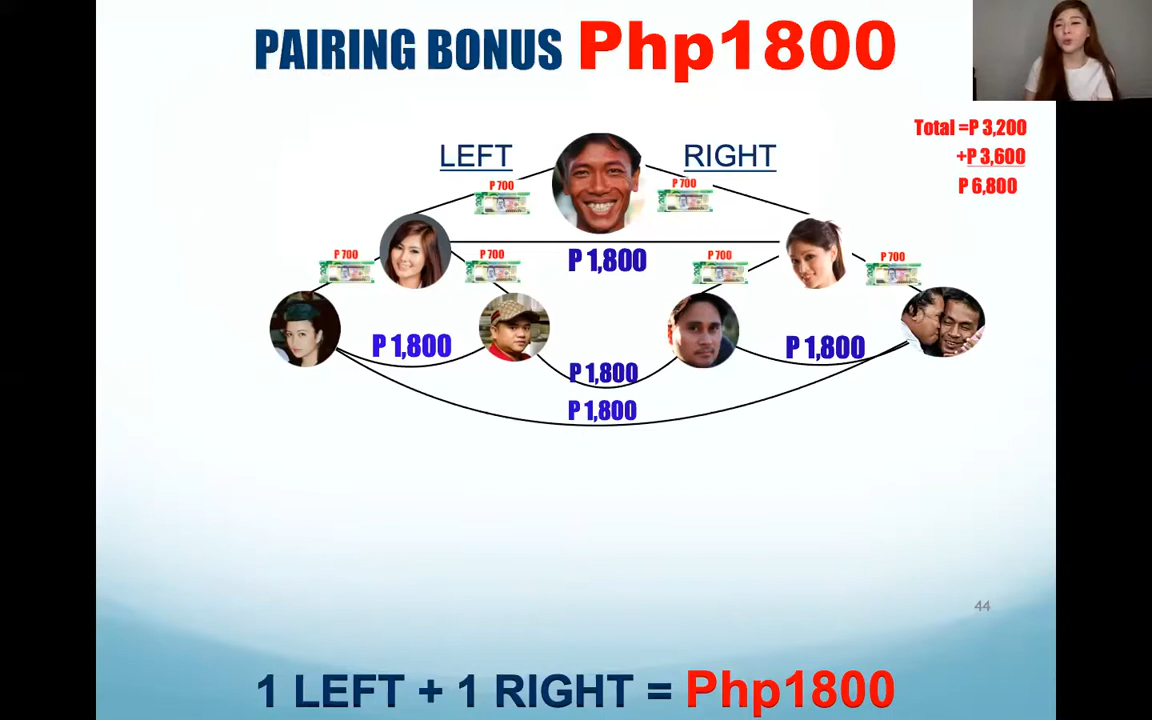 PAIRING BONUS Php1800
Total =P 3,200
+P 3,600
P 6,800
LEFT
RIGHT
P 700
P 700
P 1,800
P 700
P 700
P 700
P 700
P 1,800
P 1,800
P 1,800
P 1,800
44
1 LEFT + 1 RIGHT = Php1800